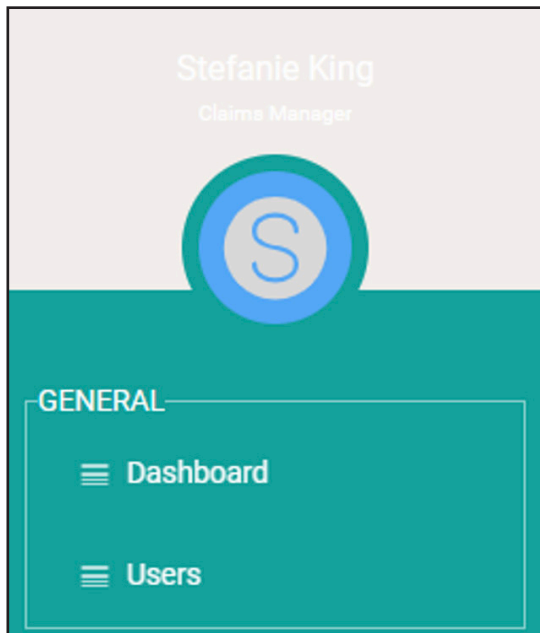 Stefanie King
Claims Manager
S
GENERAL
Dashboard
Users